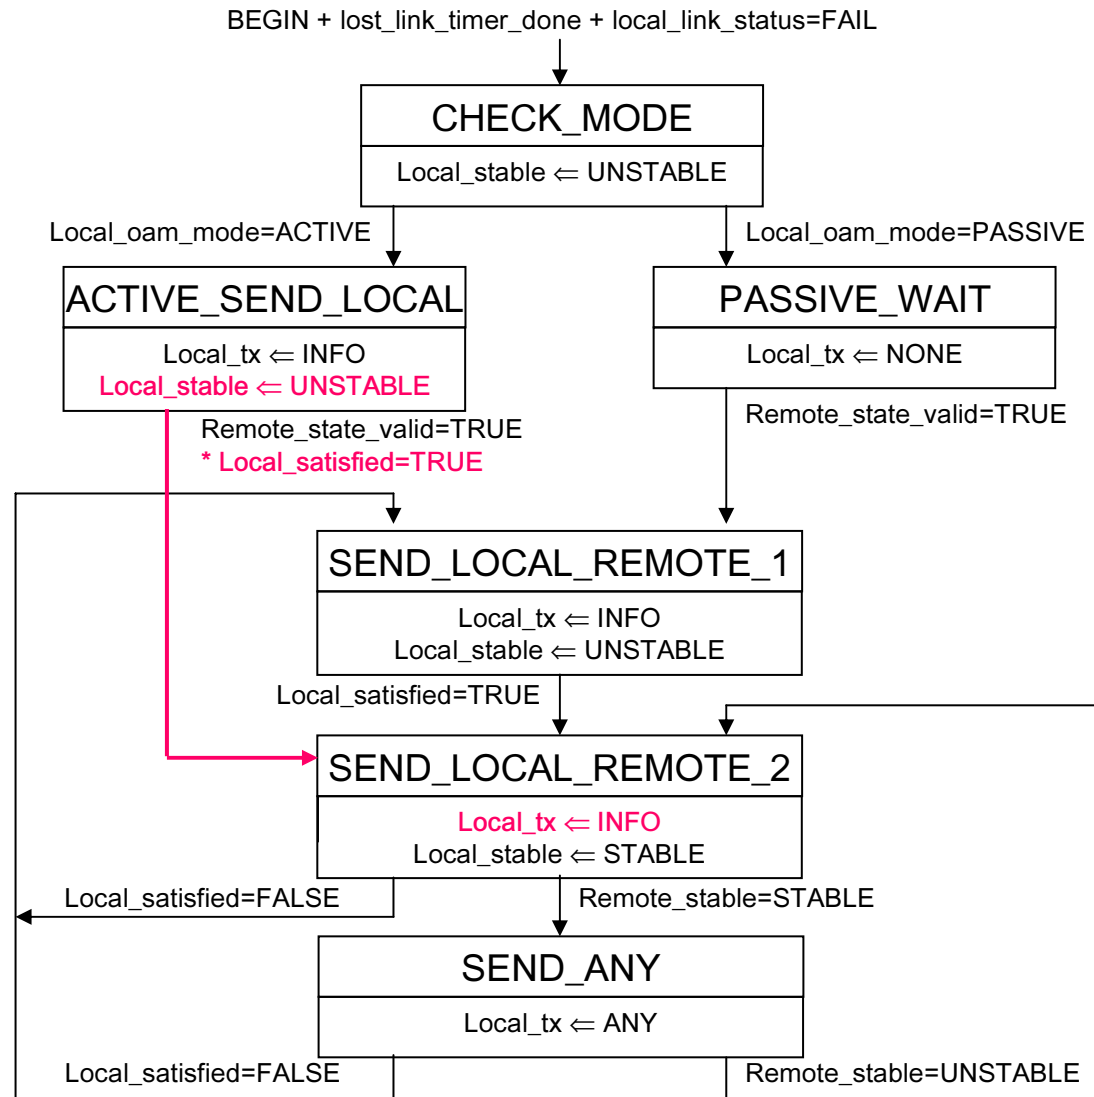 BEGIN + lost_link_timer_done + local_link_status=FAIL
CHECK_MODE
Local_stable ⇐ UNSTABLE
Local_oam_mode=ACTIVE
Local_oam_mode=PASSIVE
ACTIVE_SEND_LOCAL
Local_tx ⇐ INFO
Local_stable ⇐ UNSTABLE
PASSIVE_WAIT
Local_tx ⇐ NONE
Remote_state_valid=TRUE
* Local_satisfied=TRUE
Remote_state_valid=TRUE
SEND_LOCAL_REMOTE_1
Local_tx ⇐ INFO
Local_stable ⇐ UNSTABLE
Local_satisfied=TRUE
SEND_LOCAL_REMOTE_2
Local_tx ⇐ INFO
Local_stable ⇐ STABLE
Local_satisfied=FALSE
Remote_stable=STABLE
SEND_ANY
Local_tx ⇐ ANY
Local_satisfied=FALSE
Remote_stable=UNSTABLE